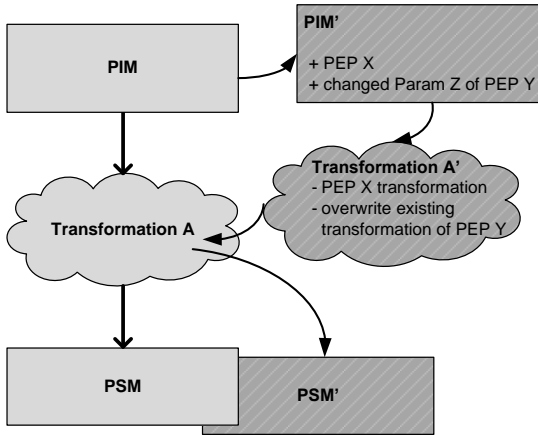 PIM
PIM'
+ PEP X
+ changed Param Z of PEP Y
Transformation A'
- PEP X transformation
- overwrite existing
transformation of PEP Y
Transformation A
PSM
PSM'